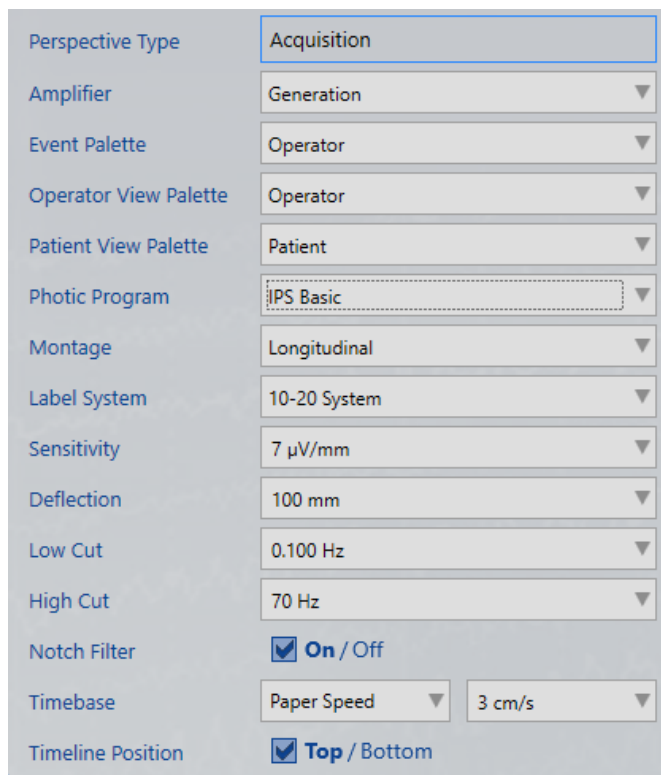 Perspective Type Acquisition
Amplifier Generation
Event Palette Operator
Operator View Palette Operator
Patient View Palette Patient
Photic Program IPS Basic
Montage Longitudinal
Label System 10-20 System
Sensitivity 7 µV/mm
Deflection 100 mm
Low Cut 0.100 Hz
High Cut 70 Hz
Notch Filter On / Off
Timebase Paper Speed 3 cm/s
Timeline Position Top / Bottom